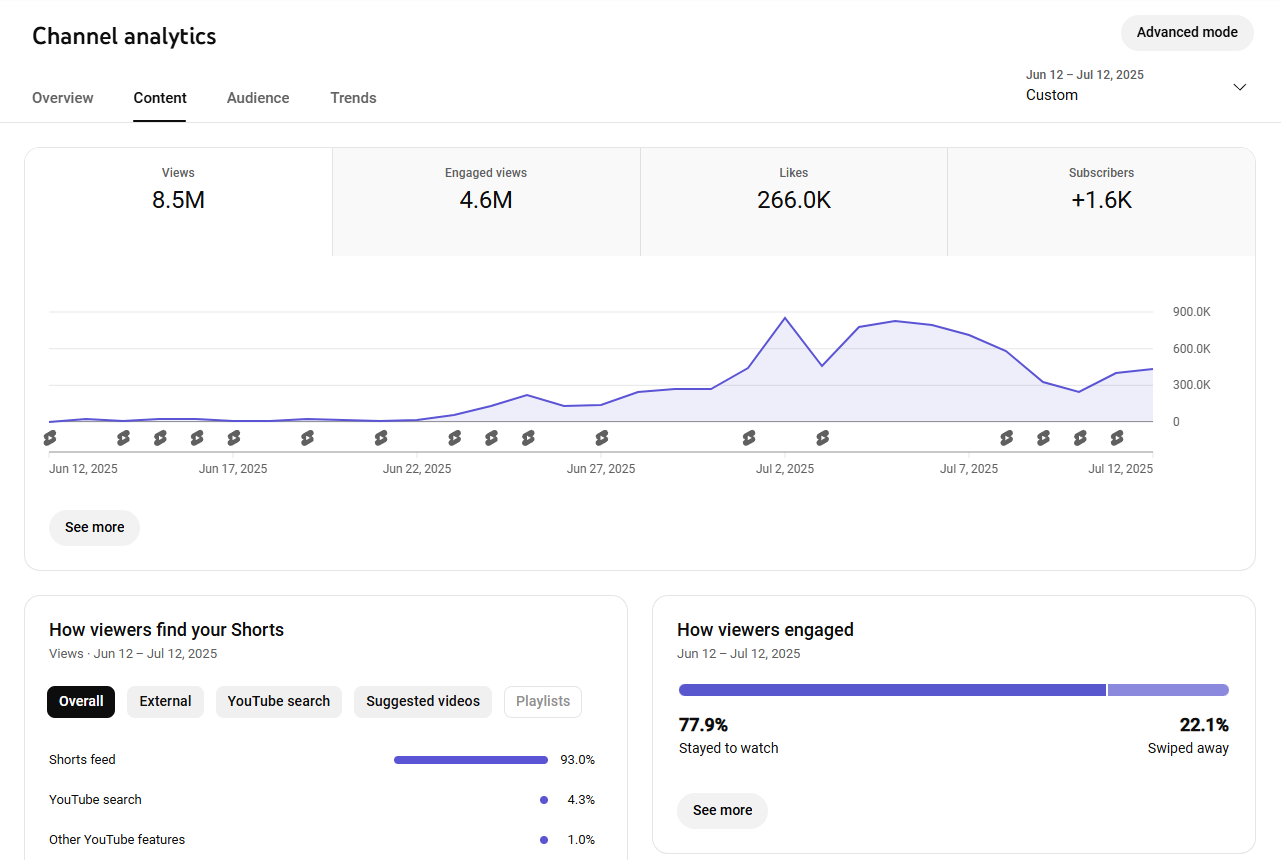 Channel analytics
Advanced mode
Overview Content Audience Trends
Jun 12 – Jul 12, 2025
Custom
Views Engaged views Likes Subscribers
8.5M 4.6M 266.0K +1.6K
900.0K
600.0K
300.0K
0
Jun 12, 2025 Jun 17, 2025 Jun 22, 2025 Jun 27, 2025 Jul 2, 2025 Jul 7, 2025 Jul 12, 2025
See more
How viewers find your Shorts
Views · Jun 12 – Jul 12, 2025
Overall External YouTube search Suggested videos Playlists
Shorts feed 93.0%
YouTube search 4.3%
Other YouTube features 1.0%
How viewers engaged
Jun 12 – Jul 12, 2025
77.9% 22.1%
Stayed to watch Swiped away
See more